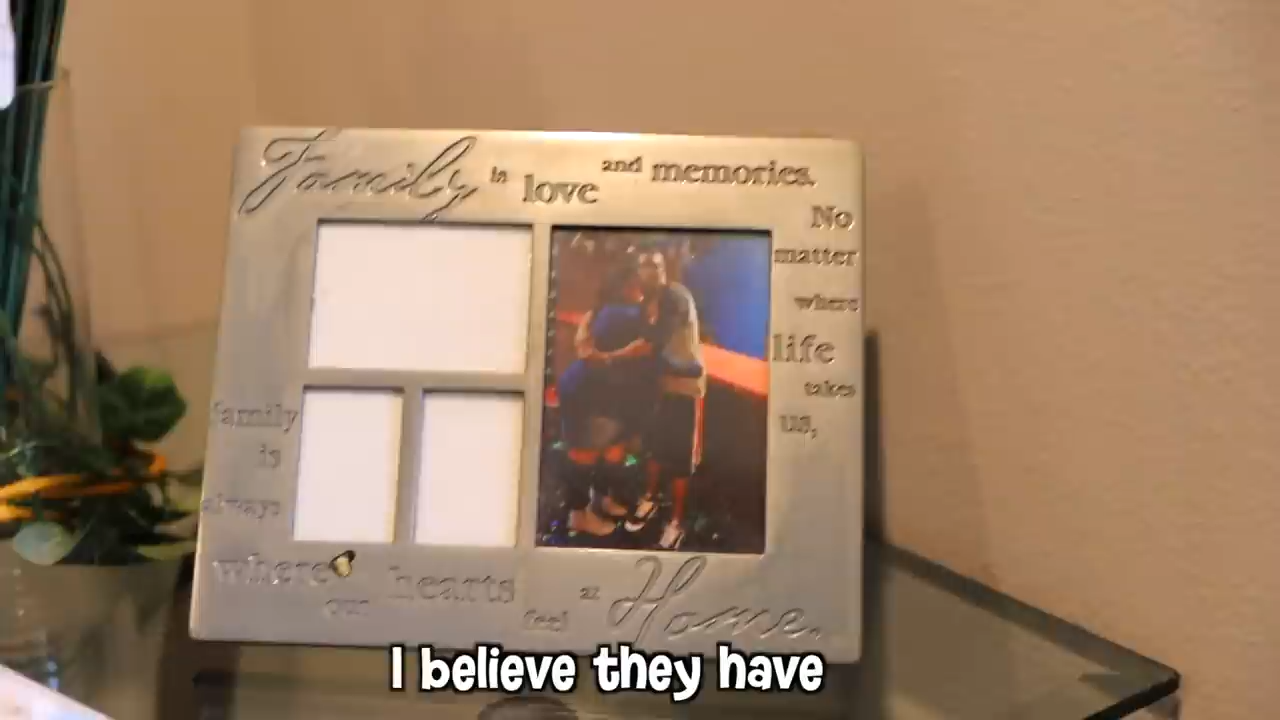 Family is love and memories.
No
matter
where
life
takes
us,
family
is
always
where our hearts feel at Home.
I believe they have